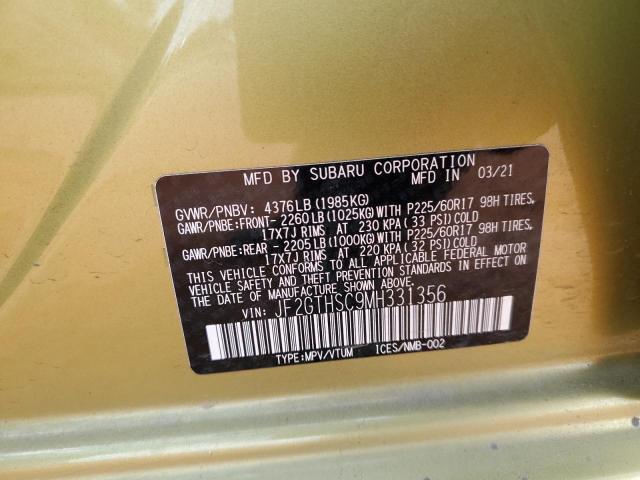 MFD BY SUBARU CORPORATION
MFD IN 03/21
GVWR/PNBV: 4376LB(1985KG)
GAWR/PNBE:FRONT- 2260LB(1025KG)WITH P225/60R17 98H TIRES,
17X7J RIMS AT 230 KPA (33 PSI) COLD
GAWR/PNBE:REAR - 2205LB(1000KG)WITH P225/60R17 98H TIRES,
17X7J RIMS AT 220 KPA (32 PSI) COLD
THIS VEHICLE CONFORMS TO ALL APPLICABLE FEDERAL MOTOR
VEHICLE SAFETY AND THEFT PREVENTION STANDARDS IN EFFECT
ON THE DATE OF MANUFACTURE SHOWN ABOVE.
VIN: JF2GTHSC9MH331356
TYPE:MPV/VTUM ICES/NMB-002